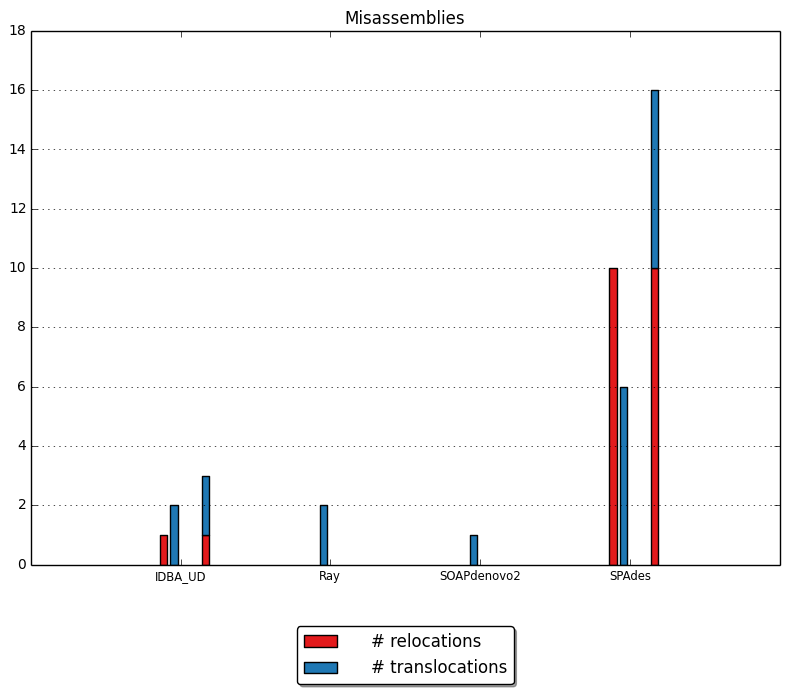 Misassemblies
18
16
14
12
10
8
6
4
2
0
IDBA_UD Ray SOAPdenovo2 SPAdes
# relocations
# translocations